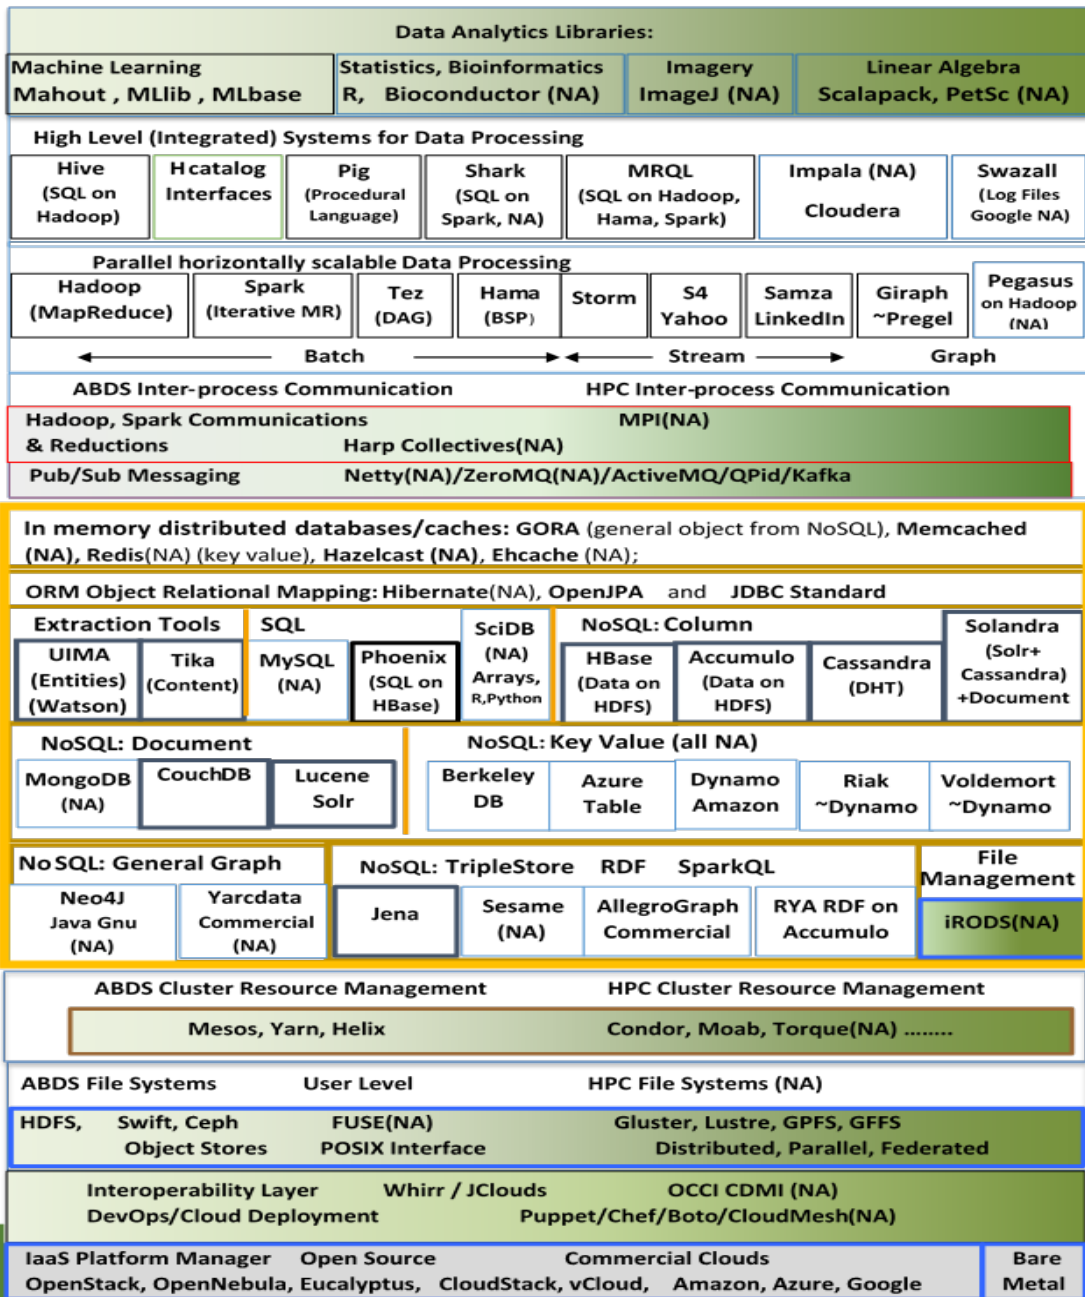 Data Analytics Libraries:
Machine Learning
Mahout , MLlib , MLbase
Statistics, Bioinformatics
R, Bioconductor (NA)
Imagery
ImageJ (NA)
Linear Algebra
Scalapack, PetSc (NA)
High Level (Integrated) Systems for Data Processing
Hive
(SQL on
Hadoop)
Hcatalog
Interfaces
Pig
(Procedural
Language)
Shark
(SQL on
Spark, NA)
MRQL
(SQL on Hadoop,
Hama, Spark)
Impala (NA)
Cloudera
Swazall
(Log Files
Google NA)
Parallel horizontally scalable Data Processing
Hadoop
(MapReduce)
Spark
(Iterative MR)
Tez
(DAG)
Hama
(BSP)
Storm
S4
Yahoo
Samza
LinkedIn
Giraph
~Pregel
Pegasus
on Hadoop
(NA)
Batch
Stream
Graph
ABDS Inter-process Communication
HPC Inter-process Communication
Hadoop, Spark Communications
MPI(NA)
& Reductions
Harp Collectives(NA)
Pub/Sub Messaging
Netty(NA)/ZeroMQ(NA)/ActiveMQ/QPid/Kafka
In memory distributed databases/caches: GORA (general object from NoSQL), Memcached
(NA), Redis(NA) (key value), Hazelcast (NA), Ehcache (NA);
ORM Object Relational Mapping: Hibernate(NA), OpenJPA and JDBC Standard
Extraction Tools
UIMA
(Entities)
(Watson)
Tika
(Content)
SQL
MySQL
(NA)
Phoenix
(SQL on
HBase)
SciDB
(NA)
Arrays,
R,Python
NoSQL: Column
HBase
(Data on
HDFS)
Accumulo
(Data on
HDFS)
Cassandra
(DHT)
Solandra
(Solr+
Cassandra)
+Document
NoSQL: Document
MongoDB
(NA)
CouchDB
Lucene
Solr
NoSQL: Key Value (all NA)
Berkeley
DB
Azure
Table
Dynamo
Amazon
Riak
~Dynamo
Voldemort
~Dynamo
NoSQL: General Graph
Neo4J
Java Gnu
(NA)
Yarcdata
Commercial
(NA)
NoSQL: TripleStore RDF SparkQL
Jena
Sesame
(NA)
AllegroGraph
Commercial
RYA RDF on
Accumulo
File
Management
iRODS(NA)
ABDS Cluster Resource Management
HPC Cluster Resource Management
Mesos, Yarn, Helix
Condor, Moab, Torque(NA) ........
ABDS File Systems
User Level
HPC File Systems (NA)
HDFS, Swift, Ceph
FUSE(NA)
Gluster, Lustre, GPFS, GFFS
Object Stores
POSIX Interface
Distributed, Parallel, Federated
Interoperability Layer
Whirr / JClouds
OCCI CDMI (NA)
DevOps/Cloud Deployment
Puppet/Chef/Boto/CloudMesh(NA)
IaaS Platform Manager
Open Source
Commercial Clouds
OpenStack, OpenNebula, Eucalyptus, CloudStack, vCloud, Amazon, Azure, Google
Bare
Metal